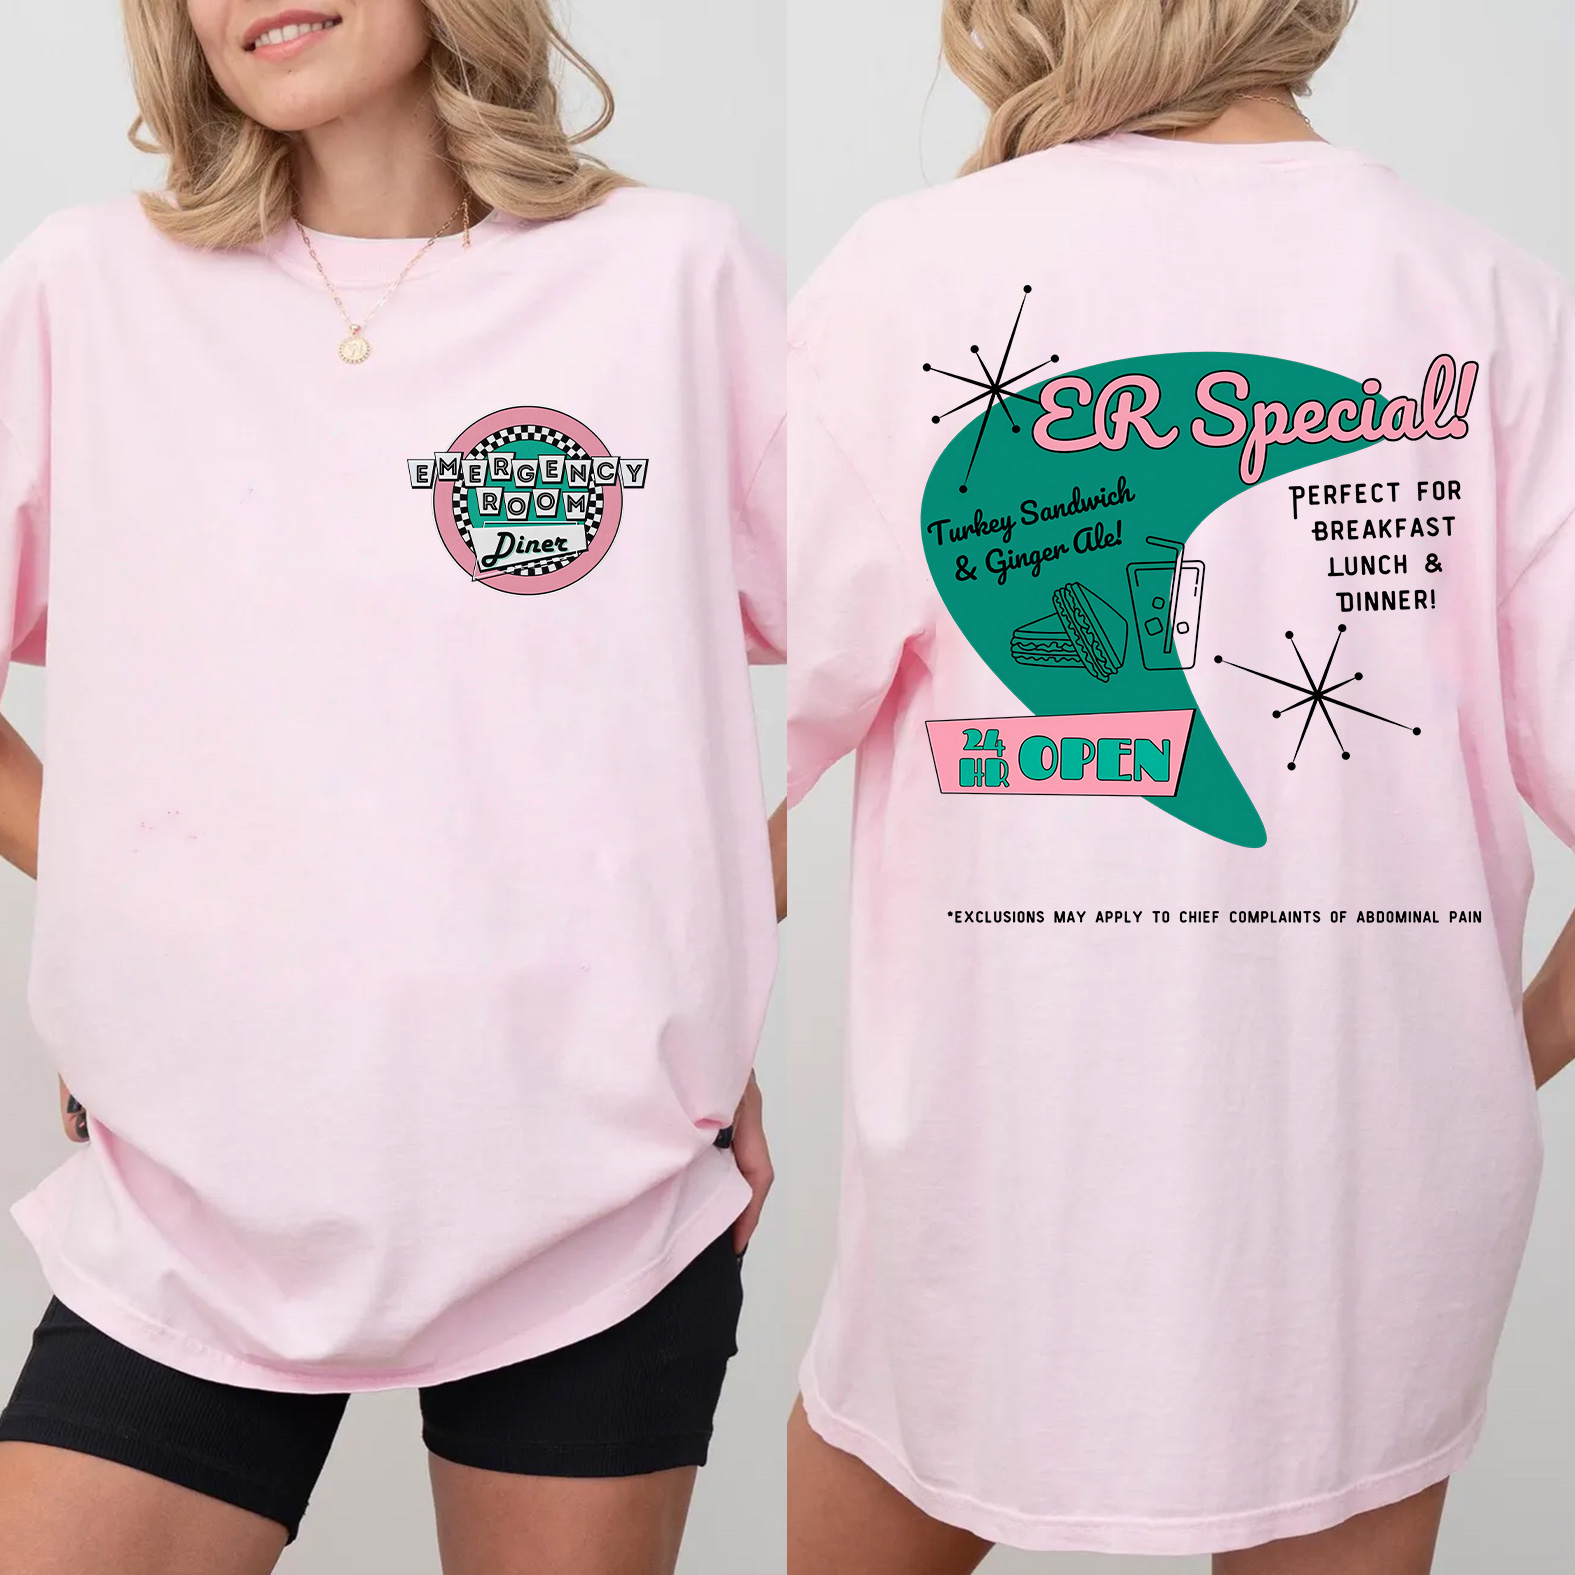 EMERGENCY
ROOM
Diner
ER Special!
Turkey Sandwich
& Ginger Ale!
PERFECT FOR
BREAKFAST
LUNCH &
DINNER!
24
HR
OPEN
*EXCLUSIONS MAY APPLY TO CHIEF COMPLAINTS OF ABDOMINAL PAIN